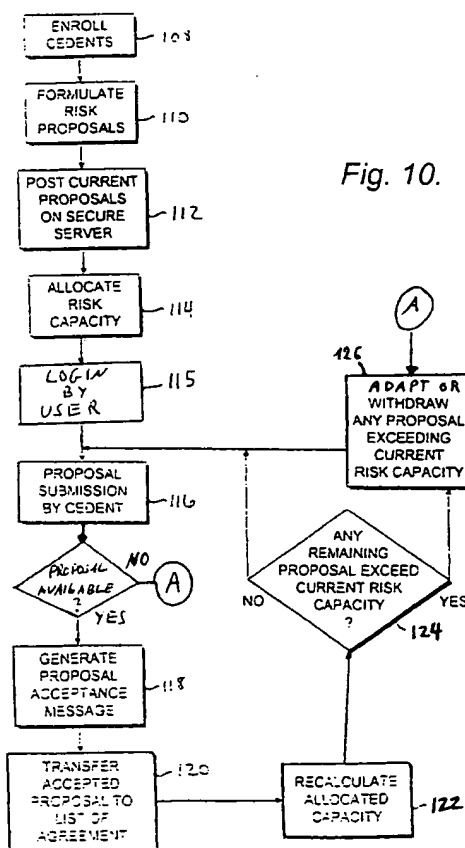 ENROLL
CEDENTS
108
FORMULATE
RISK
PROPOSALS
110
Fig. 10.
POST CURRENT
PROPOSALS
ON SECURE
SERVER
112
ALLOCATE
RISK
CAPACITY
114
A
126
LOGIN
BY
USER
115
ADAPT OR
WITHDRAW
ANY PROPOSAL
EXCEEDING
CURRENT
RISK CAPACITY
PROPOSAL
SUBMISSION
BY CEDENT
116
PROPOSAL
AVAILABLE
?
NO
A
YES
ANY
REMAINING
PROPOSAL EXCEED
CURRENT RISK
CAPACITY
?
NO
YES
124
GENERATE
PROPOSAL
ACCEPTANCE
MESSAGE
118
TRANSFER
ACCEPTED
PROPOSAL TO
LIST OF
AGREEMENT
120
RECALCULATE
ALLOCATED
CAPACITY
122